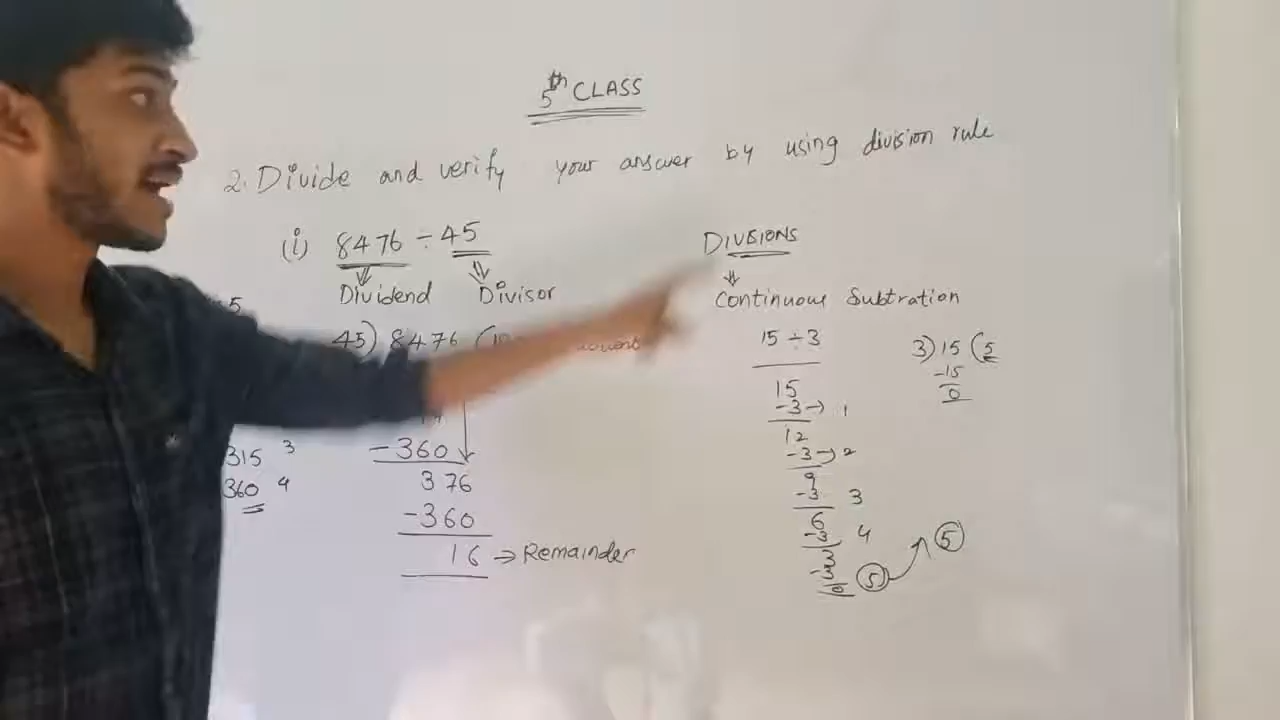 5th CLASS
2. Divide and verify your answer by using division rule
(i) 8476 ÷ 45
Dividend Divisor
45) 8476 (
-360
376
-360
16 → Remainder
5
315 3
360 4
DIVISIONS
Continuous Subtration
15 ÷ 3
15
-3 → 1
12
-3 → 2
9
-3 3
6
-3 4
3
-3
0 5 5
3) 15 (5
-15
0